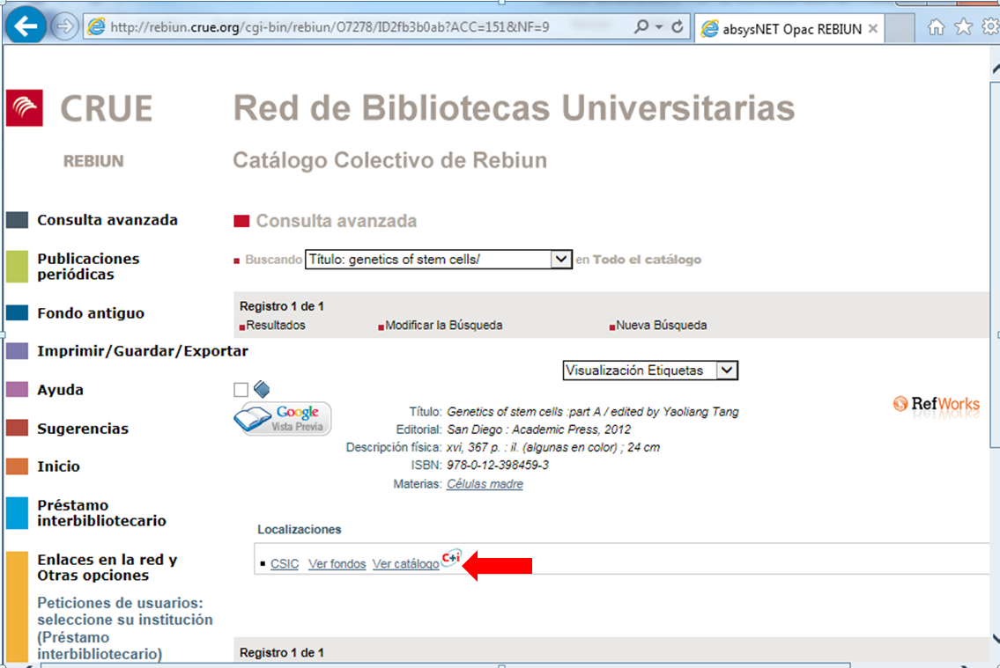 http://rebiun.crue.org/cgi-bin/rebiun/O7278/ID2fb3b0ab?ACC=151&NF=9
absysNET Opac REBIUN
CRUE
Red de Bibliotecas Universitarias
REBIUN
Catálogo Colectivo de Rebiun
Consulta avanzada
Publicaciones
periódicas
Fondo antiguo
Imprimir/Guardar/Exportar
Ayuda
Sugerencias
Inicio
Préstamo
interbibliotecario
Enlaces en la red y
Otras opciones
Peticiones de usuarios:
seleccione su institución
(Préstamo
interbibliotecario)
Consulta avanzada
Buscando Título: genetics of stem cells/ en Todo el catálogo
Registro 1 de 1
Resultados Modificar la Búsqueda Nueva Búsqueda
Visualización Etiquetas
Google
Vista Previa
RefWorks
Título: Genetics of stem cells :part A / edited by Yaoliang Tang
Editorial: San Diego : Academic Press, 2012
Descripción física: xvi, 367 p. : il. (algunas en color) ; 24 cm
ISBN: 978-0-12-398459-3
Materias: Células madre
Localizaciones
CSIC Ver fondos Ver catálogo C+i
Registro 1 de 1